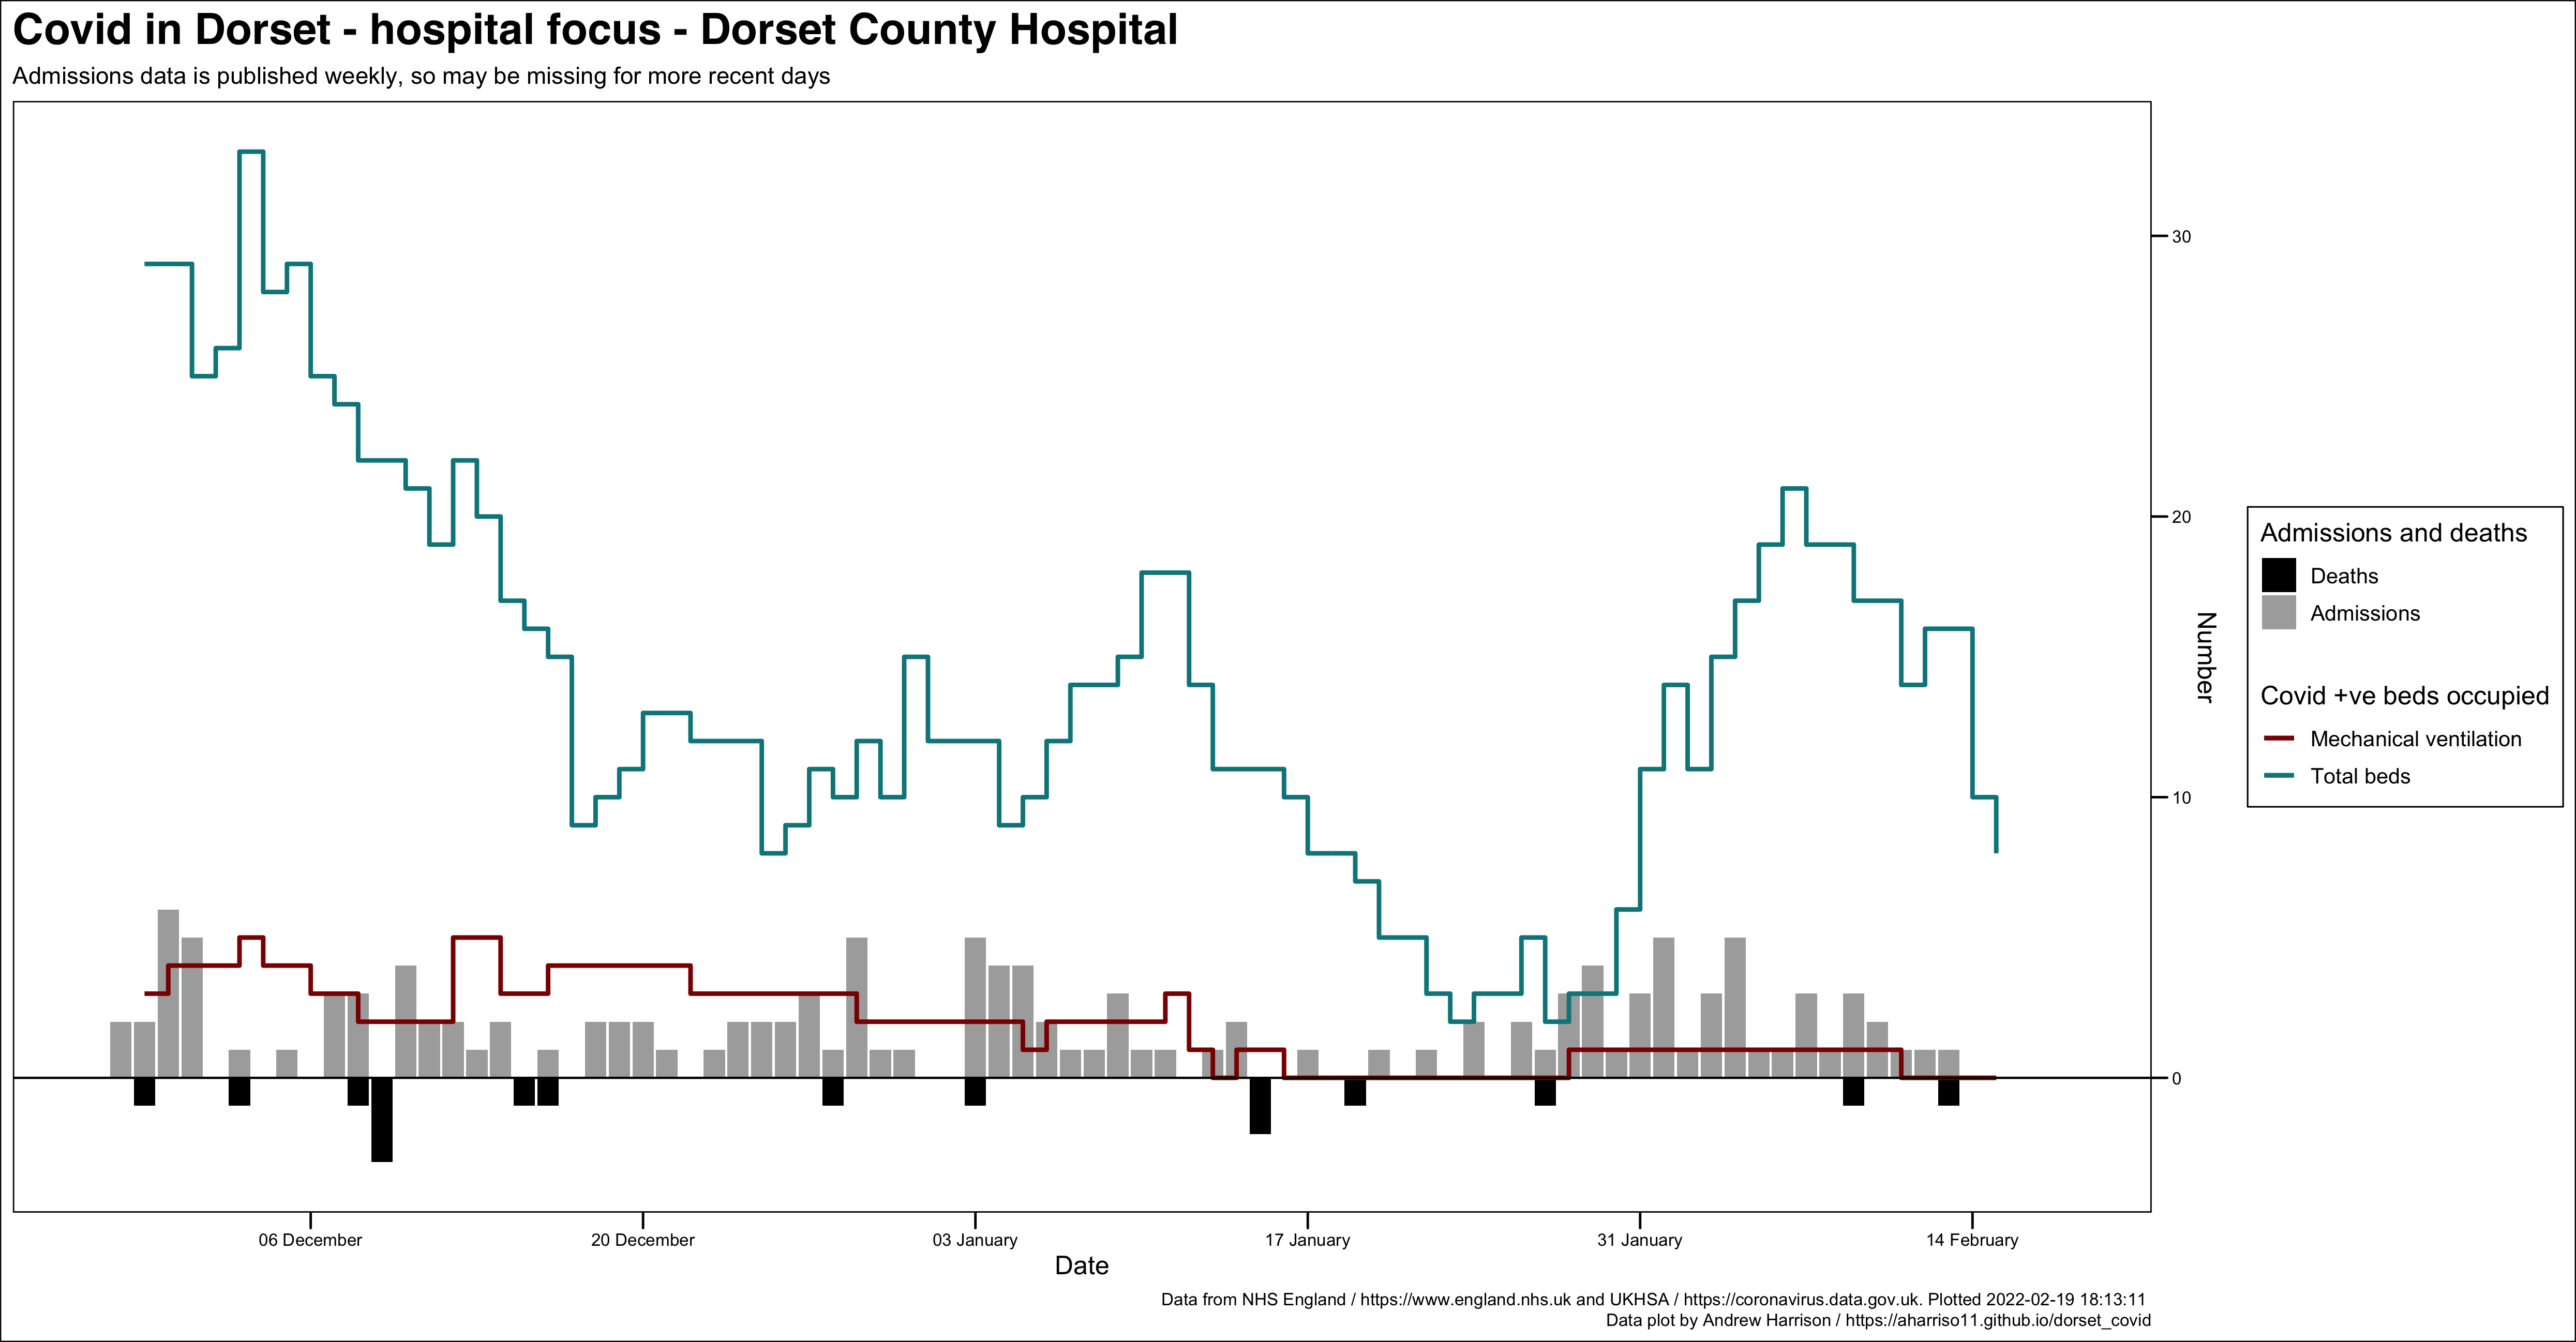 Covid in Dorset - hospital focus - Dorset County Hospital
Admissions data is published weekly, so may be missing for more recent days
30
20
10
0
Number
Admissions and deaths
Deaths
Admissions
Covid +ve beds occupied
Mechanical ventilation
Total beds
06 December
20 December
03 January
17 January
31 January
14 February
Date
Data from NHS England / https://www.england.nhs.uk and UKHSA / https://coronavirus.data.gov.uk. Plotted 2022-02-19 18:13:11
Data plot by Andrew Harrison / https://aharriso11.github.io/dorset_covid